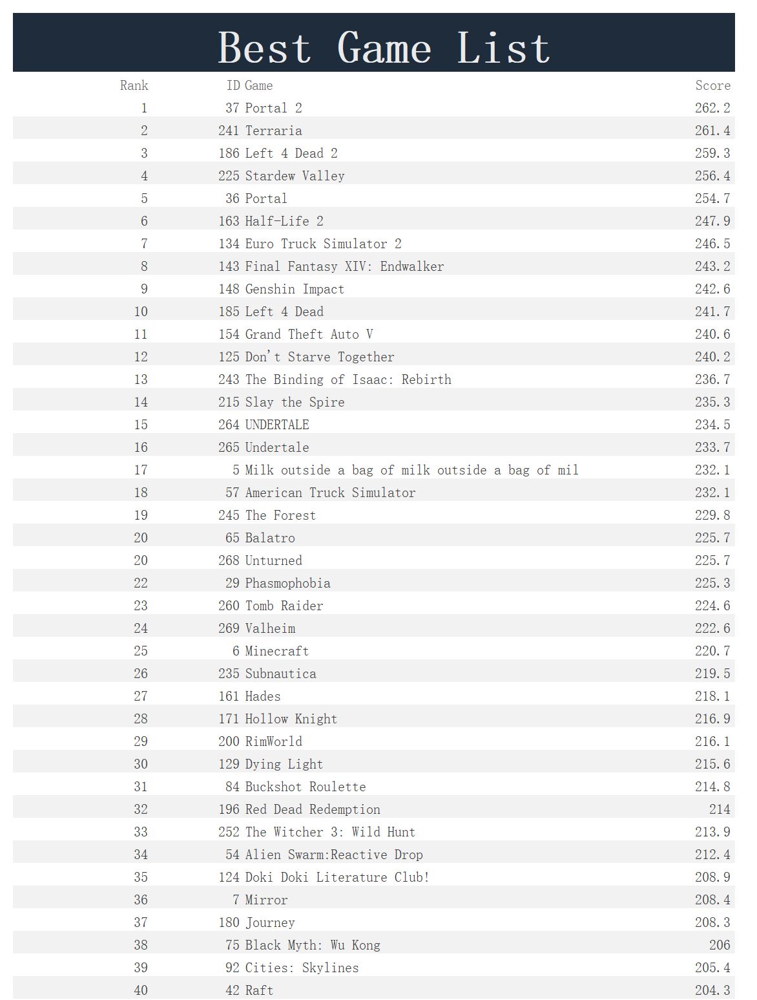 Best Game List
Rank ID Game Score
1 37 Portal 2 262.2
2 241 Terraria 261.4
3 186 Left 4 Dead 2 259.3
4 225 Stardew Valley 256.4
5 36 Portal 254.7
6 163 Half-Life 2 247.9
7 134 Euro Truck Simulator 2 246.5
8 143 Final Fantasy XIV: Endwalker 243.2
9 148 Genshin Impact 242.6
10 185 Left 4 Dead 241.7
11 154 Grand Theft Auto V 240.6
12 125 Don't Starve Together 240.2
13 243 The Binding of Isaac: Rebirth 236.7
14 215 Slay the Spire 235.3
15 264 UNDERTALE 234.5
16 265 Undertale 233.7
17 5 Milk outside a bag of milk outside a bag of mil 232.1
18 57 American Truck Simulator 232.1
19 245 The Forest 229.8
20 65 Balatro 225.7
20 268 Unturned 225.7
22 29 Phasmophobia 225.3
23 260 Tomb Raider 224.6
24 269 Valheim 222.6
25 6 Minecraft 220.7
26 235 Subnautica 219.5
27 161 Hades 218.1
28 171 Hollow Knight 216.9
29 200 RimWorld 216.1
30 129 Dying Light 215.6
31 84 Buckshot Roulette 214.8
32 196 Red Dead Redemption 214
33 252 The Witcher 3: Wild Hunt 213.9
34 54 Alien Swarm:Reactive Drop 212.4
35 124 Doki Doki Literature Club! 208.9
36 7 Mirror 208.4
37 180 Journey 208.3
38 75 Black Myth: Wu Kong 206
39 92 Cities: Skylines 205.4
40 42 Raft 204.3